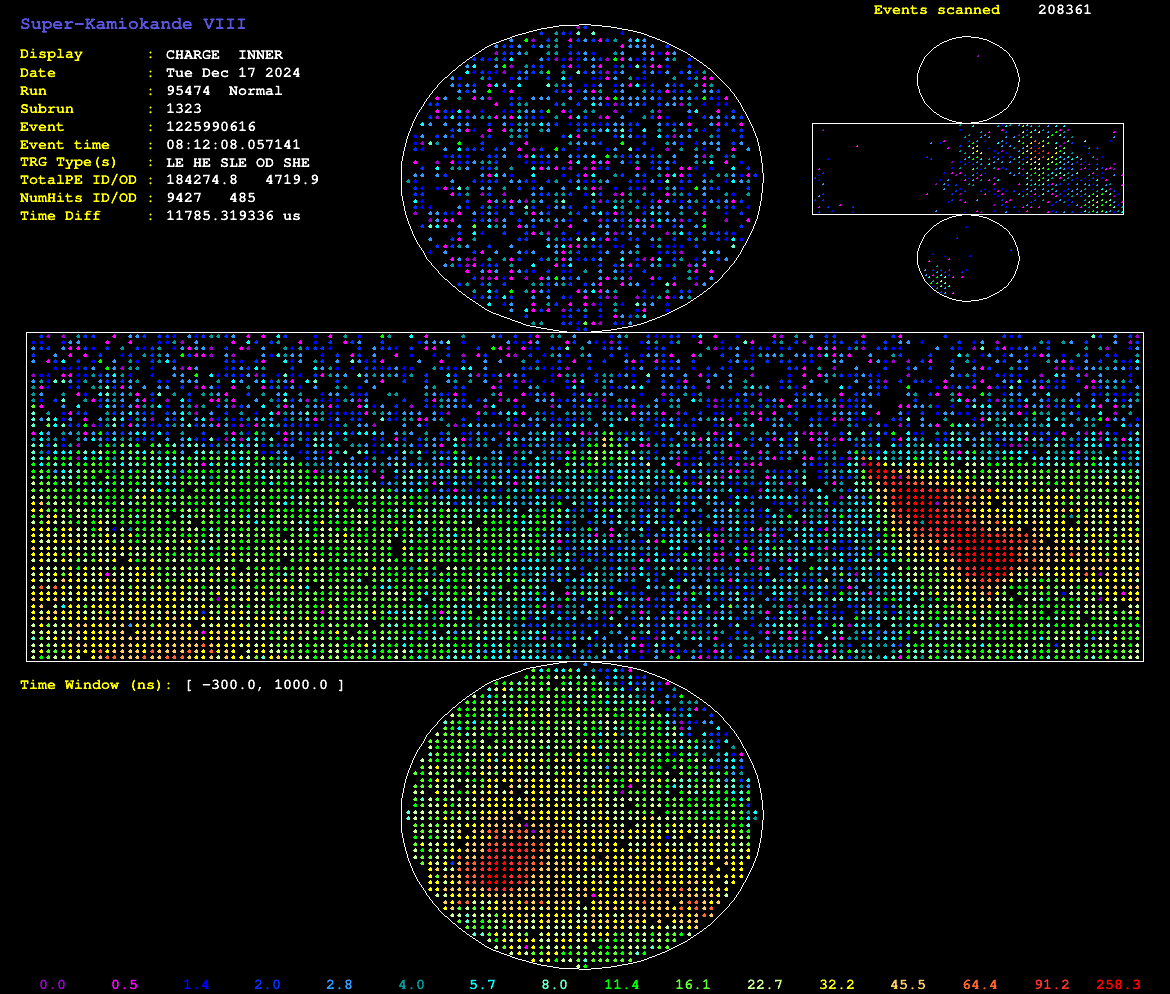 Super-Kamiokande VIII
Events scanned 208361
Display : CHARGE INNER
Date : Tue Dec 17 2024
Run : 95474 Normal
Subrun : 1323
Event : 1225990616
Event time : 08:12:08.057141
TRG Type(s) : LE HE SLE OD SHE
TotalPE ID/OD : 184274.8 4719.9
NumHits ID/OD : 9427 485
Time Diff : 11785.319336 us
Time Window (ns): [ −300.0, 1000.0 ]
0.0 0.5 1.4 2.0 2.8 4.0 5.7 8.0 11.4 16.1 22.7 32.2 45.5 64.4 91.2 258.3